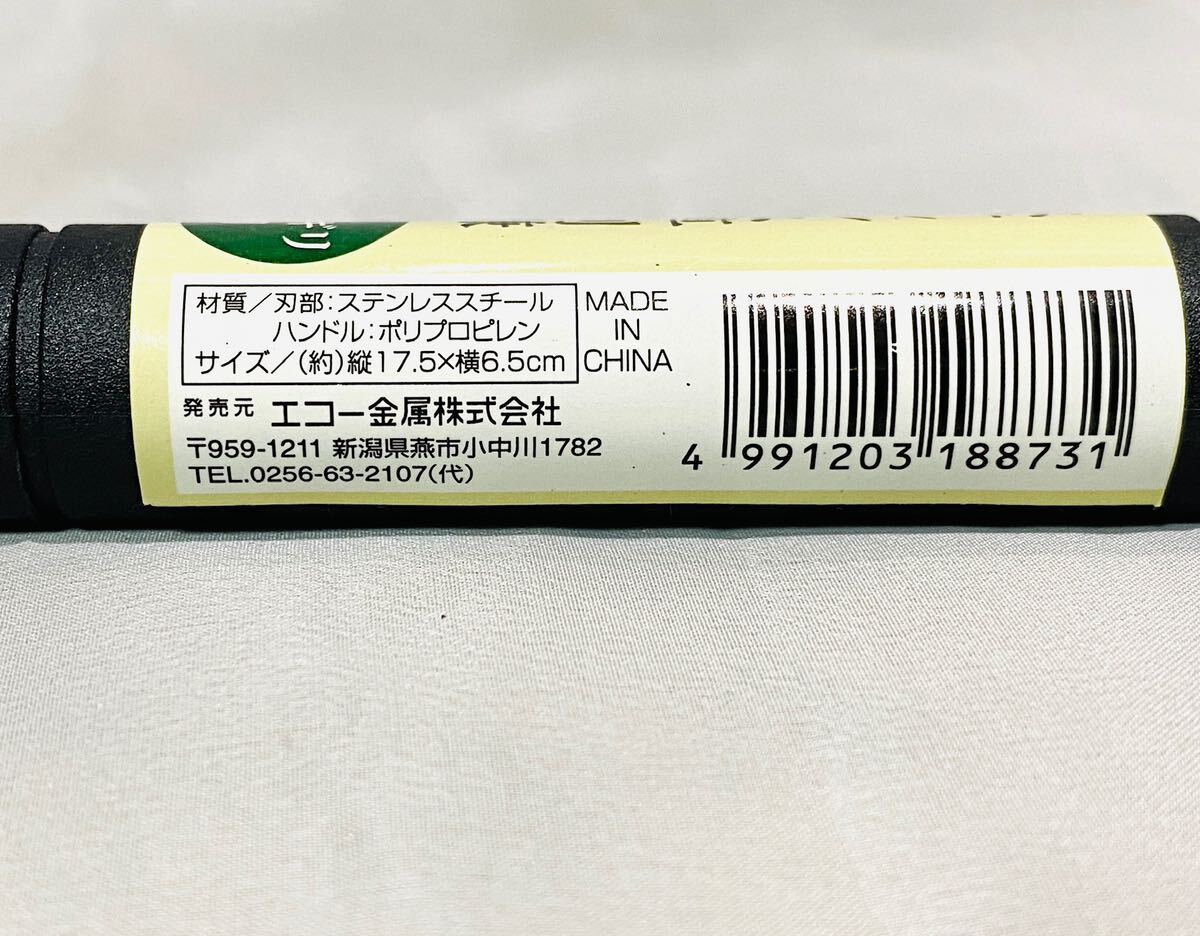 材質／刃部：ステンレススチール
ハンドル：ポリプロピレン
サイズ／(約)縦17.5×横6.5cm
MADE
IN
CHINA
発売元 エコー金属株式会社
〒959-1211 新潟県燕市小中川1782
TEL.0256-63-2107(代)
4 991203 188731